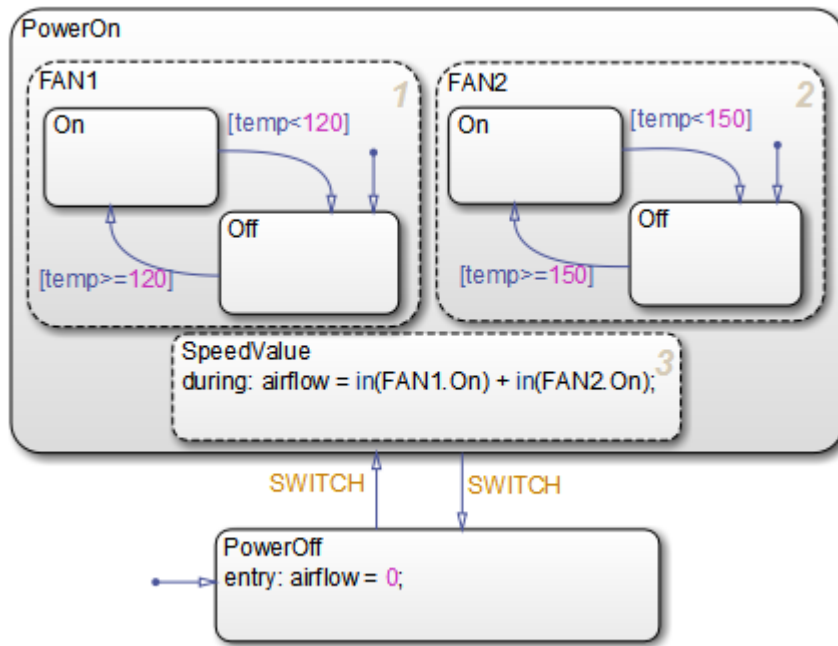 PowerOn
FAN1
1
On
[temp<120]
Off
[temp>=120]
FAN2
2
On
[temp<150]
Off
[temp>=150]
SpeedValue
3
during: airflow = in(FAN1.On) + in(FAN2.On);
SWITCH
SWITCH
PowerOff
entry: airflow = 0;